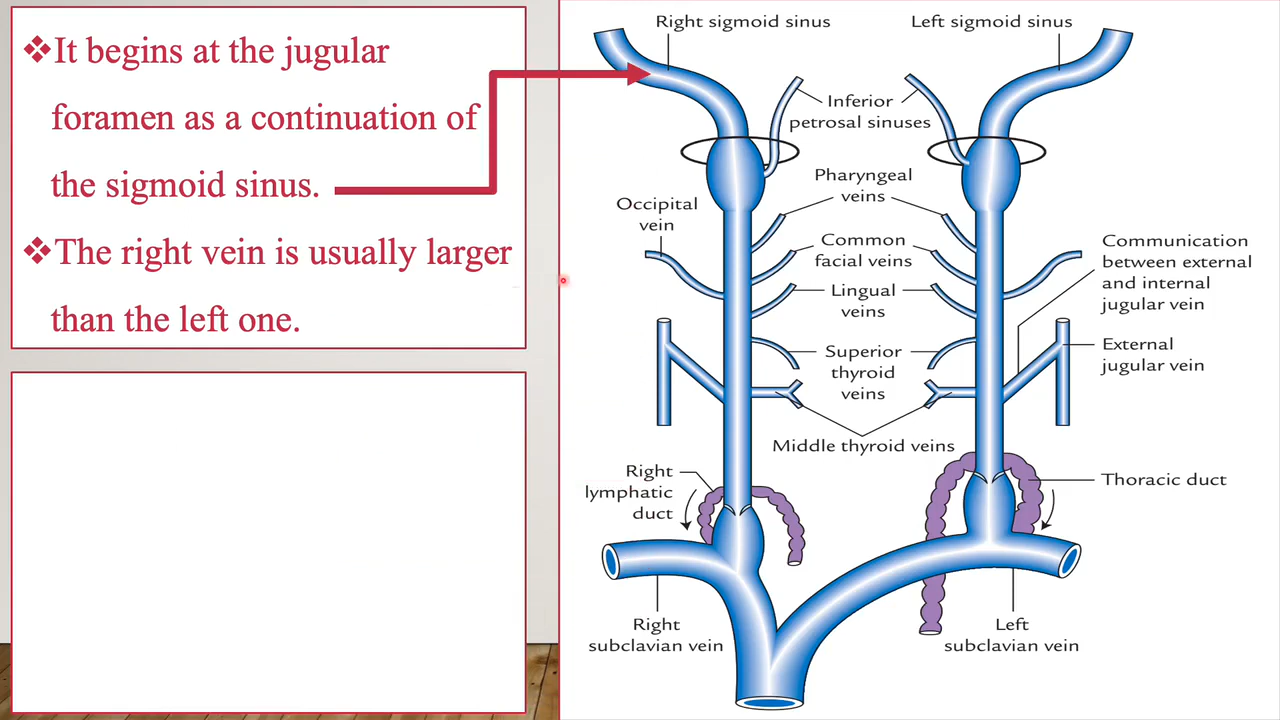 ❖It begins at the jugular
foramen as a continuation of
the sigmoid sinus.
❖The right vein is usually larger
than the left one.
Right sigmoid sinus
Left sigmoid sinus
Inferior
petrosal sinuses
Pharyngeal
veins
Occipital
vein
Common
facial veins
Lingual
veins
Superior
thyroid
veins
Middle thyroid veins
Communication
between external
and internal
jugular vein
External
jugular vein
Right
lymphatic
duct
Thoracic duct
Right
subclavian vein
Left
subclavian vein